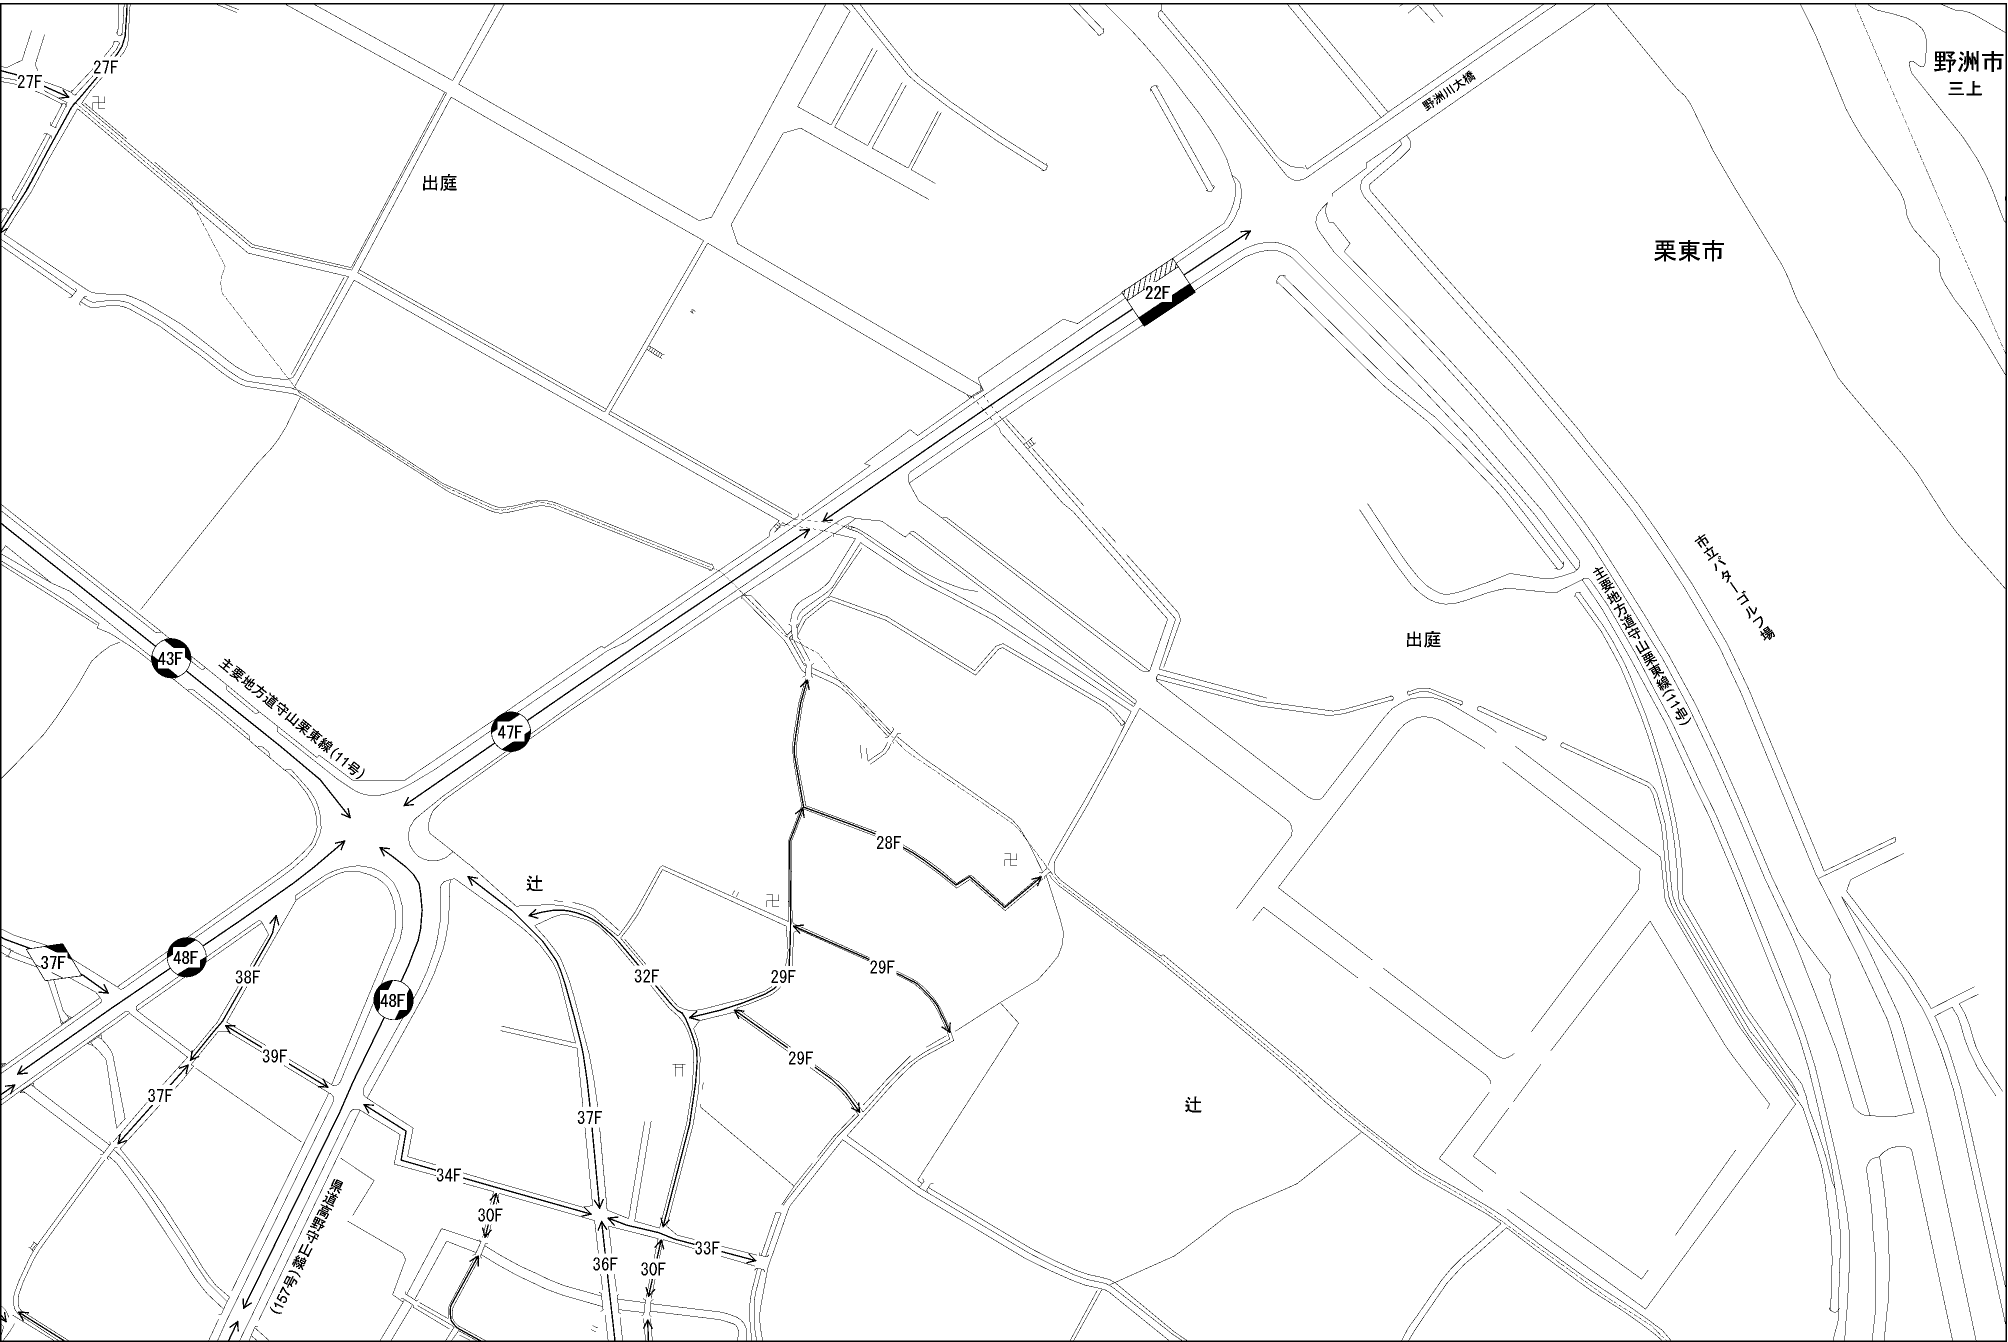 野洲市
三上
27F
27F
出庭
野洲川大橋
栗東市
22F
市立パターゴルフ場
主要地方道守山栗東線(11号)
出庭
43F
主要地方道守山栗東線(11号)
47F
28F
辻
37F
48F
38F
32F
29F
29F
48F
39F
29F
37F
37F
辻
34F
30F
県道高野守山線(157号)
33F
36F
30F